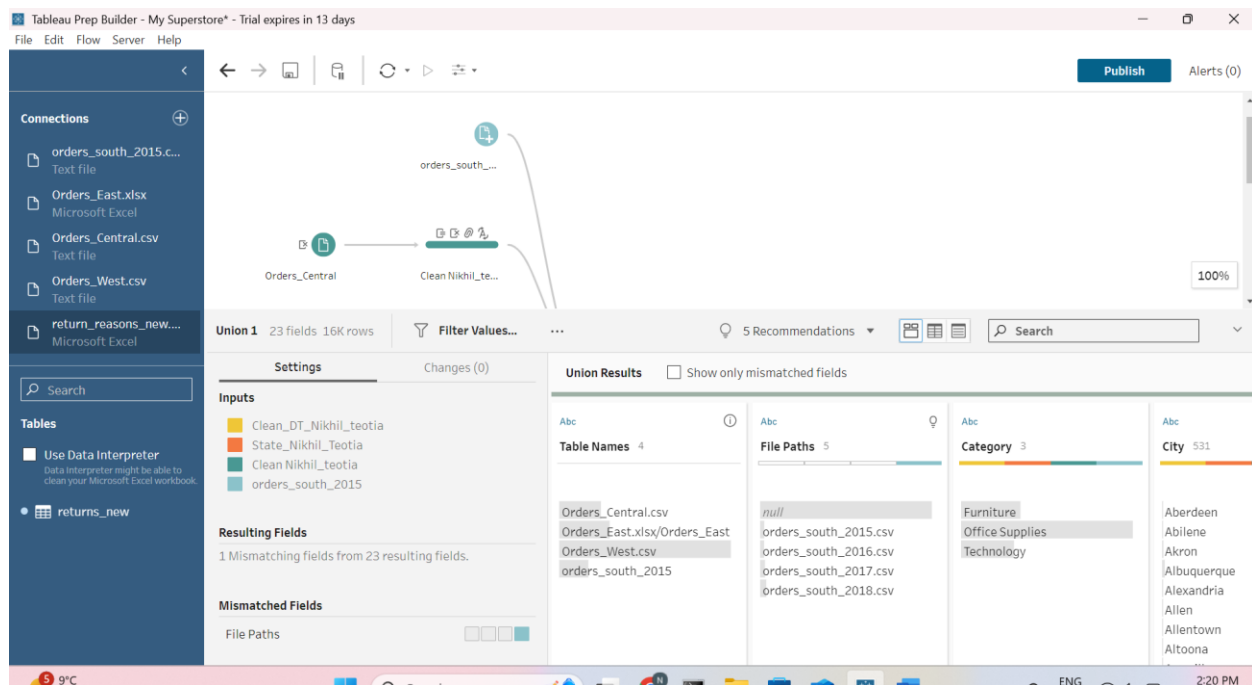 Tableau Prep Builder - My Superstore* - Trial expires in 13 days
File Edit Flow Server Help
Publish
Alerts (0)
Connections
orders_south_2015.c...
Text file
Orders_East.xlsx
Microsoft Excel
Orders_Central.csv
Text file
Orders_West.csv
Text file
return_reasons_new....
Microsoft Excel
Search
Tables
Use Data Interpreter
Data Interpreter might be able to
clean your Microsoft Excel workbook.
returns_new
orders_south_...
Orders_Central
Clean Nikhil_te...
100%
Union 1 23 fields 16K rows
Filter Values...
5 Recommendations
Search
Settings
Changes (0)
Inputs
Clean_DT_Nikhil_teotia
State_Nikhil_Teotia
Clean Nikhil_teotia
orders_south_2015
Resulting Fields
1 Mismatching fields from 23 resulting fields.
Mismatched Fields
File Paths
Union Results
Show only mismatched fields
Abc
Table Names 4
Orders_Central.csv
Orders_East.xlsx/Orders_East
Orders_West.csv
orders_south_2015
Abc
File Paths 5
null
orders_south_2015.csv
orders_south_2016.csv
orders_south_2017.csv
orders_south_2018.csv
Abc
Category 3
Furniture
Office Supplies
Technology
Abc
City 531
Aberdeen
Abilene
Akron
Albuquerque
Alexandria
Allen
Allentown
Altoona
5
9°C
N
ENG
2:20 PM